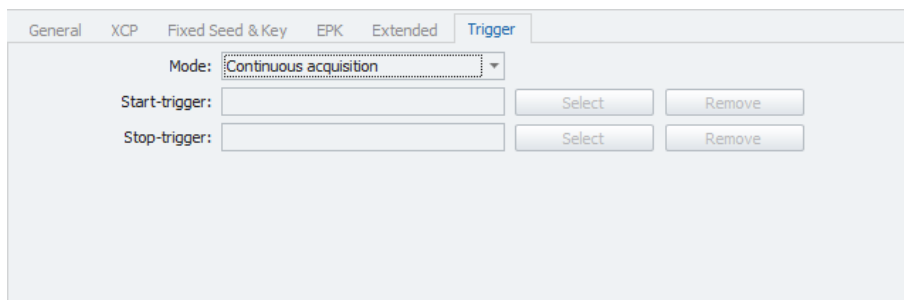 General XCP Fixed Seed & Key EPK Extended Trigger
Mode: Continuous acquisition
Start-trigger: Select Remove
Stop-trigger: Select Remove